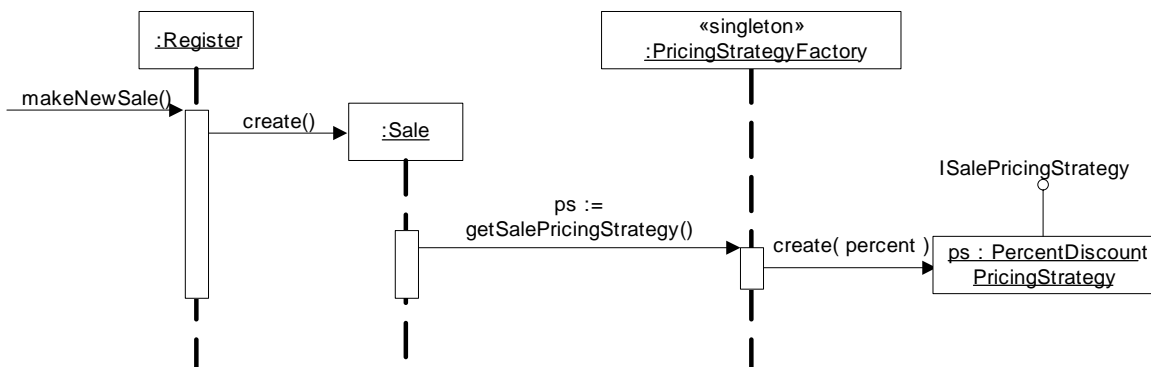 :Register
«singleton»
:PricingStrategyFactory
makeNewSale()
create()
:Sale
ISalePricingStrategy
ps :=
getSalePricingStrategy()
create( percent )
ps : PercentDiscount
PricingStrategy